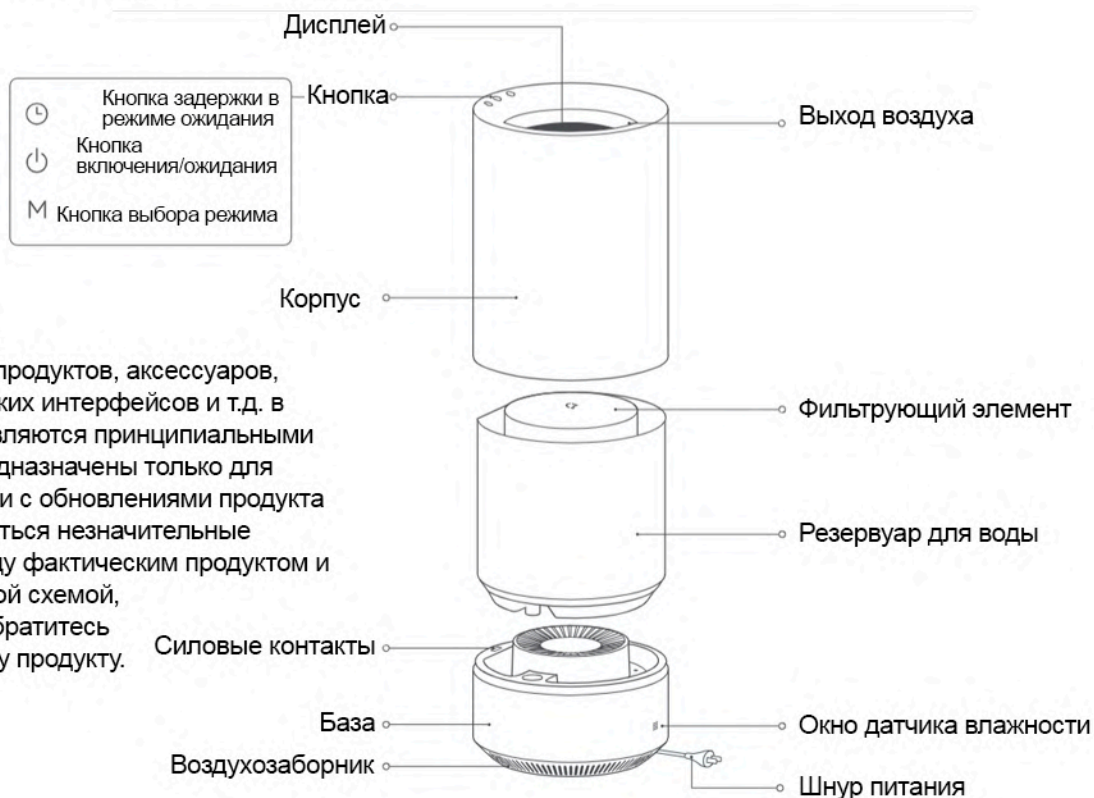 Дисплей
Кнопка
Кнопка задержки в
режиме ожидания
Кнопка
включения/ожидания
M Кнопка выбора режима
Выход воздуха
Корпус
продуктов, аксессуаров,
ких интерфейсов и т.д. в
вляются принципиальными
дназначены только для
и с обновлениями продукта
ться незначительные
ду фактическим продуктом и
ой схемой,
братитесь
у продукту.
Фильтрующий элемент
Резервуар для воды
Силовые контакты
База
Воздухозаборник
Окно датчика влажности
Шнур питания